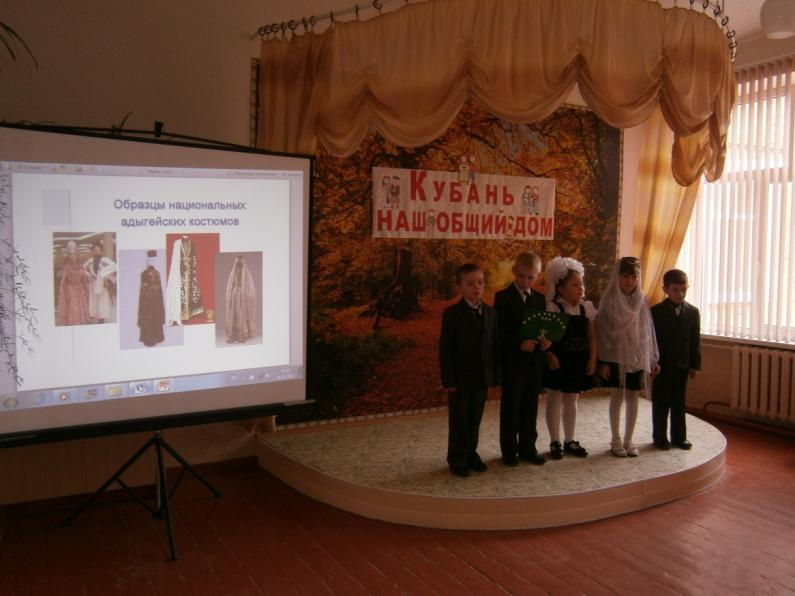 Образцы национальных
адыгейских костюмов
КУБАНЬ
НАШ ОБЩИЙ ДОМ